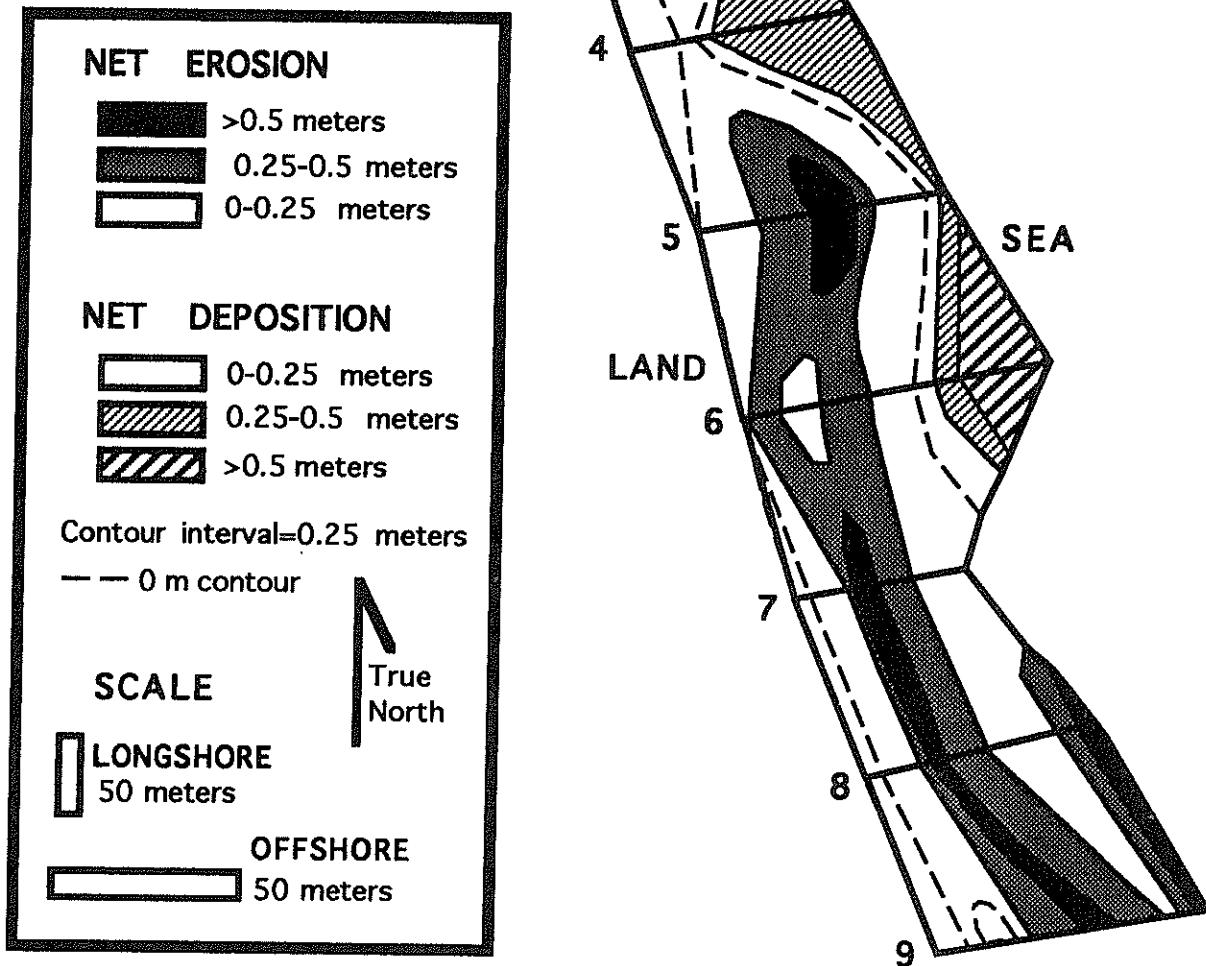 NET EROSION
>0.5 meters
0.25-0.5 meters
0-0.25 meters
NET DEPOSITION
0-0.25 meters
0.25-0.5 meters
>0.5 meters
Contour interval=0.25 meters
0 m contour
True
North
SCALE
LONGSHORE
50 meters
OFFSHORE
50 meters
4
5
SEA
LAND
6
7
8
9